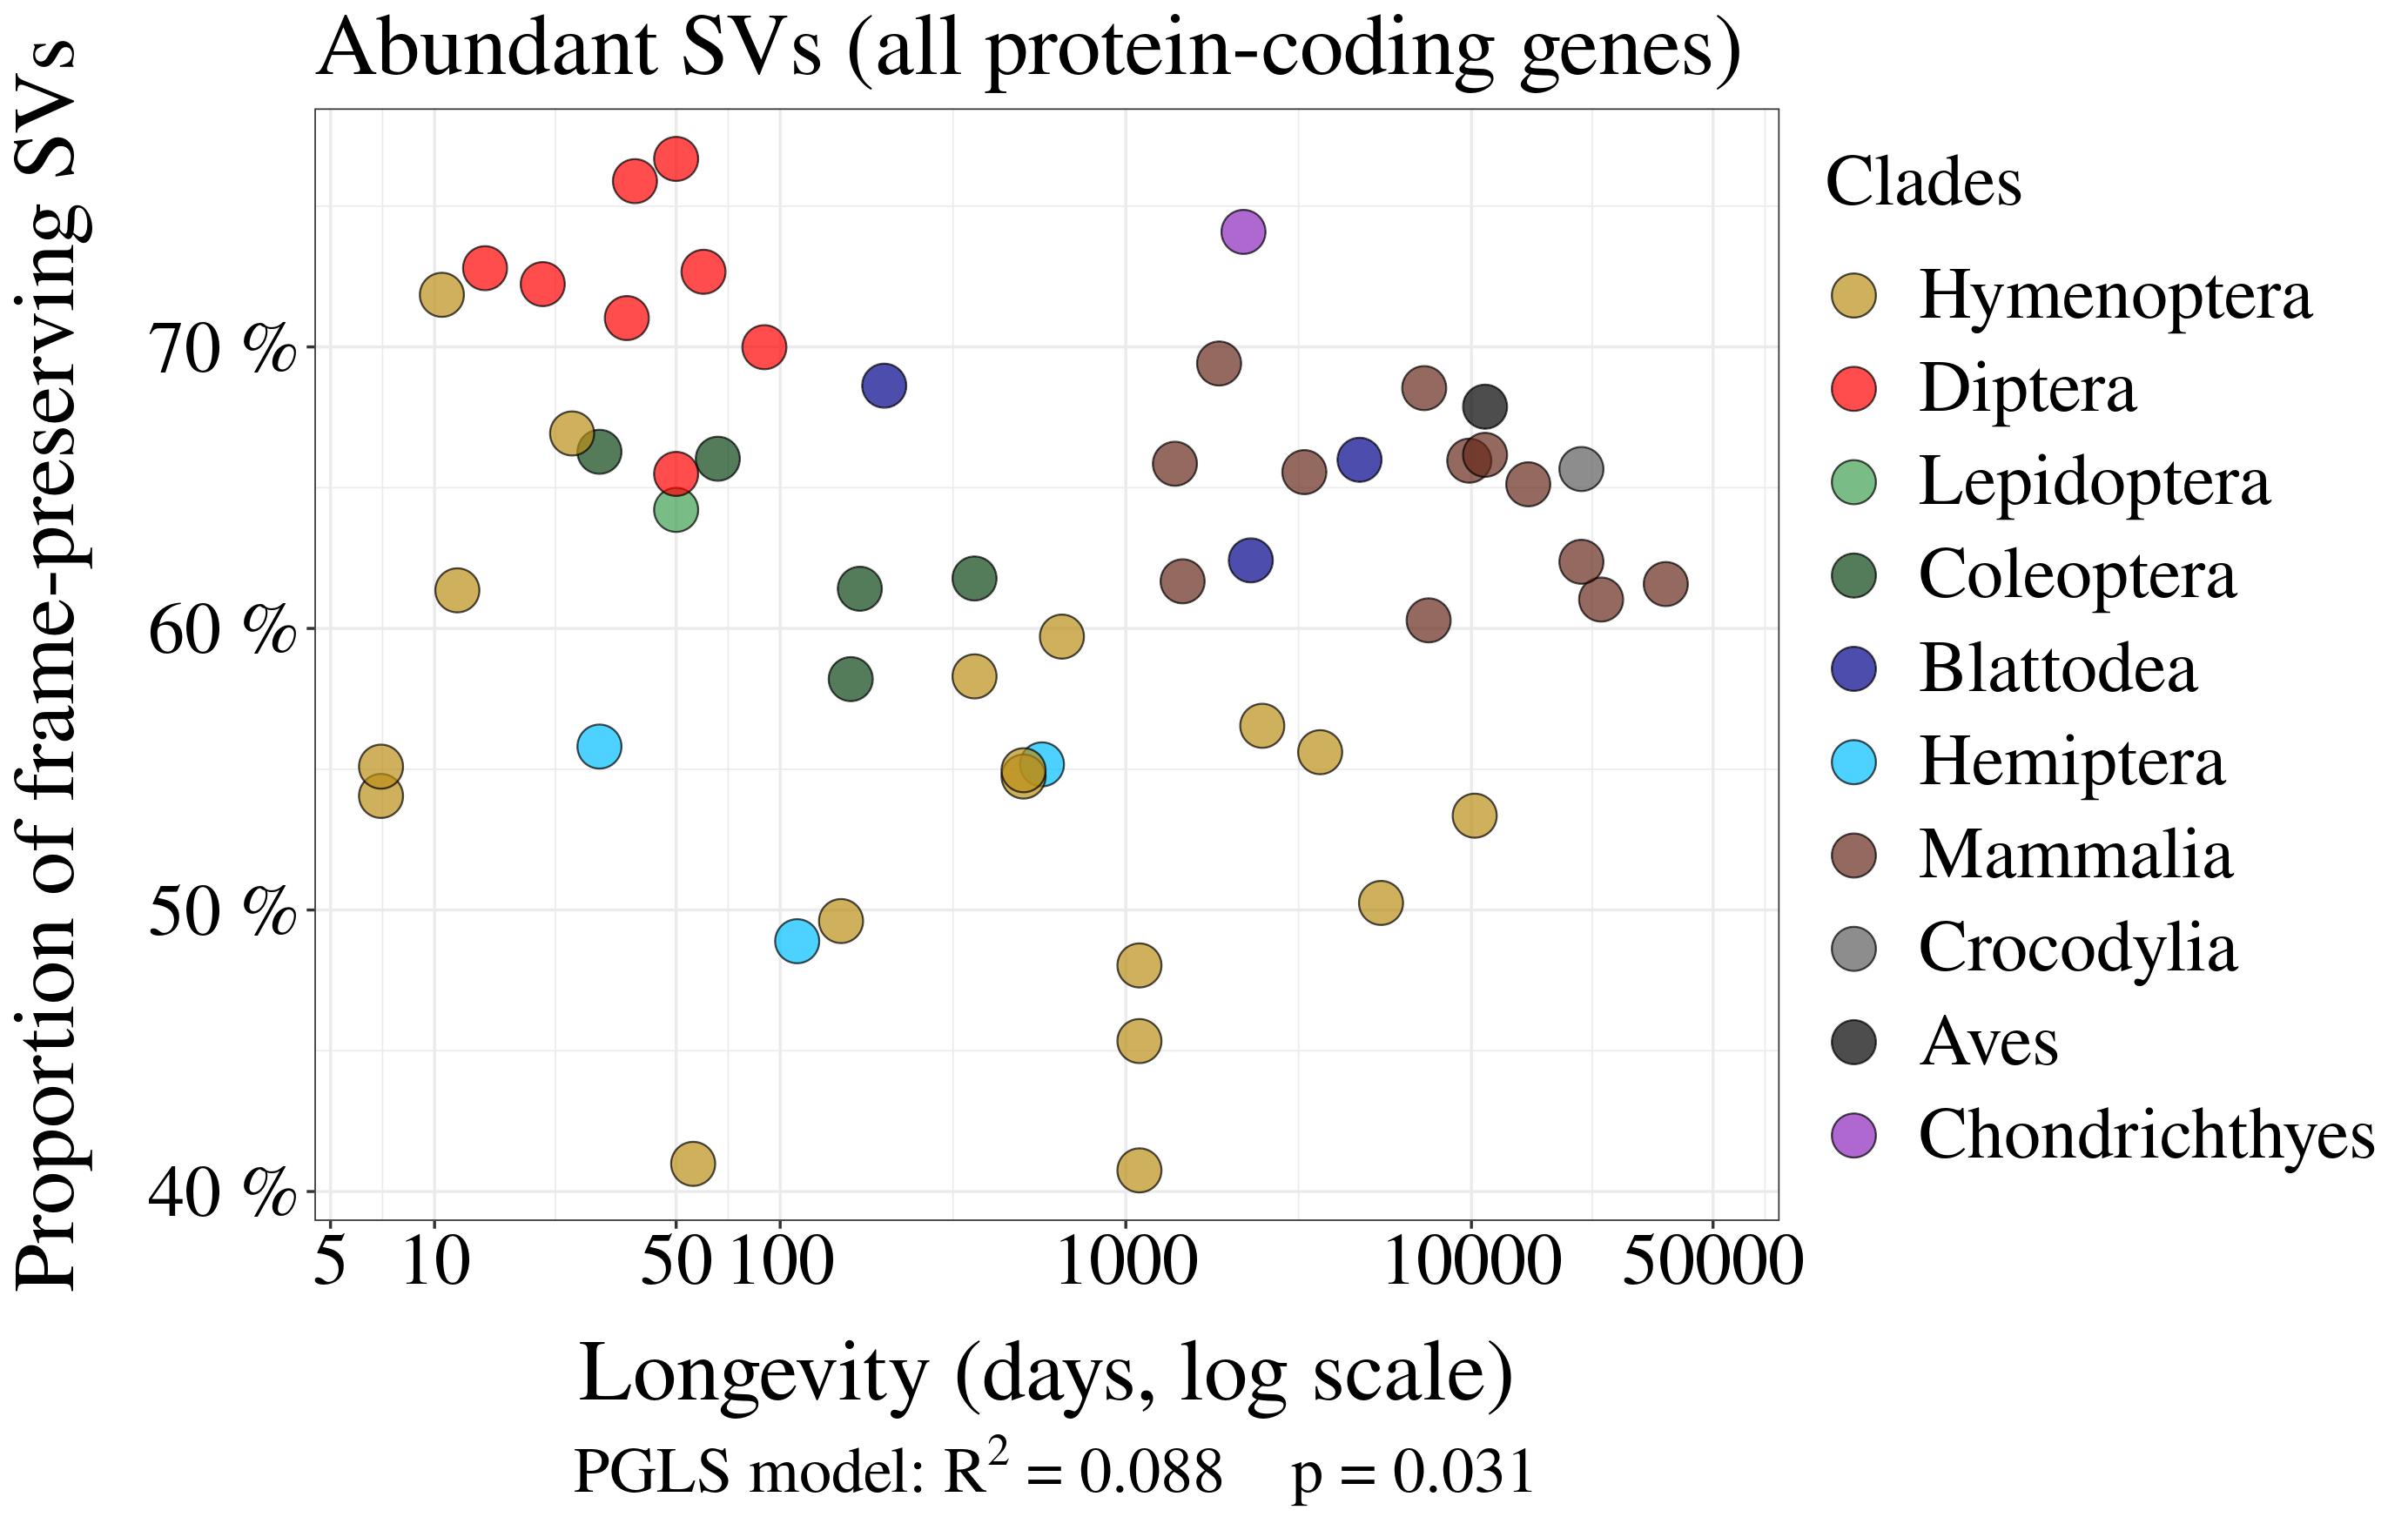 Abundant SVs (all protein-coding genes)
Proportion of frame-preserving SVs
70 %
60 %
50 %
40 %
5 10 50 100 1000 10000 50000
Longevity (days, log scale)
PGLS model: R² = 0.088 p = 0.031
Clades
Hymenoptera
Diptera
Lepidoptera
Coleoptera
Blattodea
Hemiptera
Mammalia
Crocodylia
Aves
Chondrichthyes